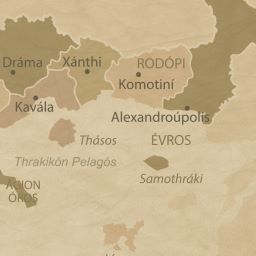 Dráma
Xánthi
RODÓPI
Komotiní
Kavála
Alexandroúpolis
Thásos
ÉVROS
Thrakikón Pelagós
Samothráki
ÁGION
ÓROS